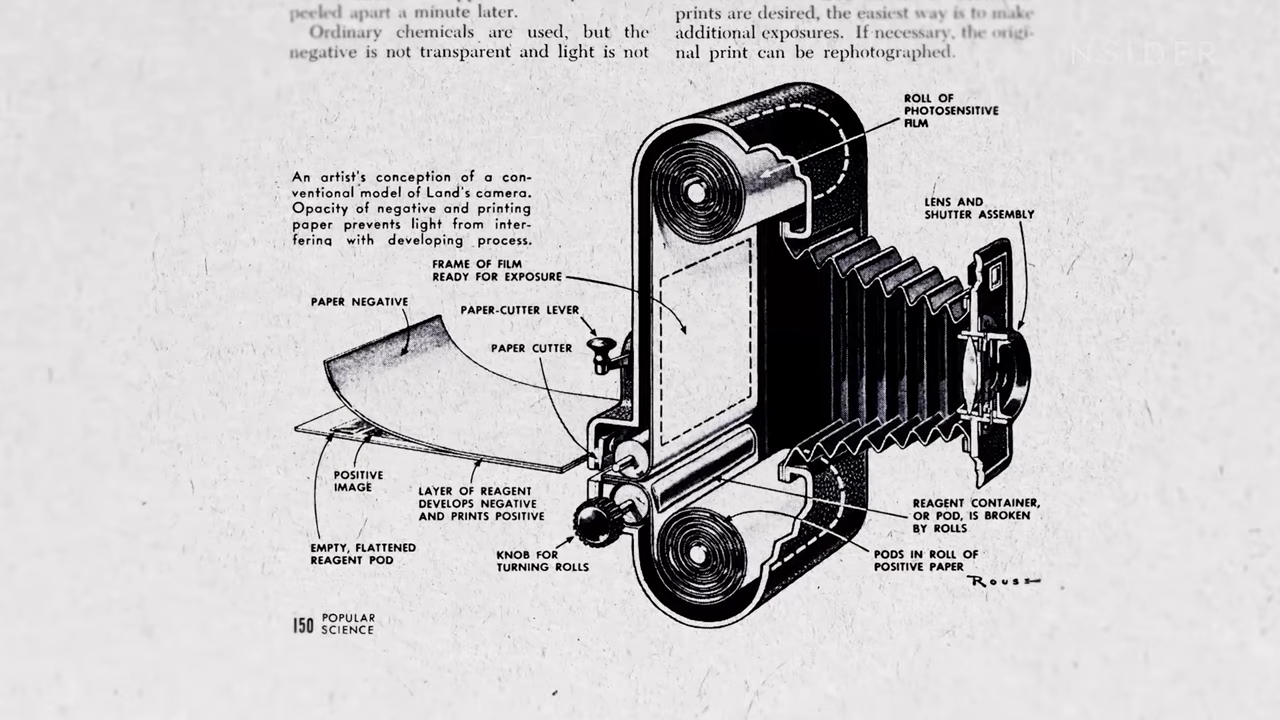 peeled apart a minute later.
Ordinary chemicals are used, but the
negative is not transparent and light is not
prints are desired, the easiest way is to make
additional exposures. If necessary, the origi-
nal print can be rephotographed.
NSIDER
An artist's conception of a con-
ventional model of Land's camera.
Opacity of negative and printing
paper prevents light from inter-
fering with developing process.
ROLL OF
PHOTOSENSITIVE
FILM
LENS AND
SHUTTER ASSEMBLY
FRAME OF FILM
READY FOR EXPOSURE
PAPER NEGATIVE
PAPER-CUTTER LEVER
PAPER CUTTER
POSITIVE
IMAGE
LAYER OF REAGENT
DEVELOPS NEGATIVE
AND PRINTS POSITIVE
EMPTY, FLATTENED
REAGENT POD
KNOB FOR
TURNING ROLLS
REAGENT CONTAINER,
OR POD, IS BROKEN
BY ROLLS
PODS IN ROLL OF
POSITIVE PAPER
ROUSE
150 POPULAR
SCIENCE